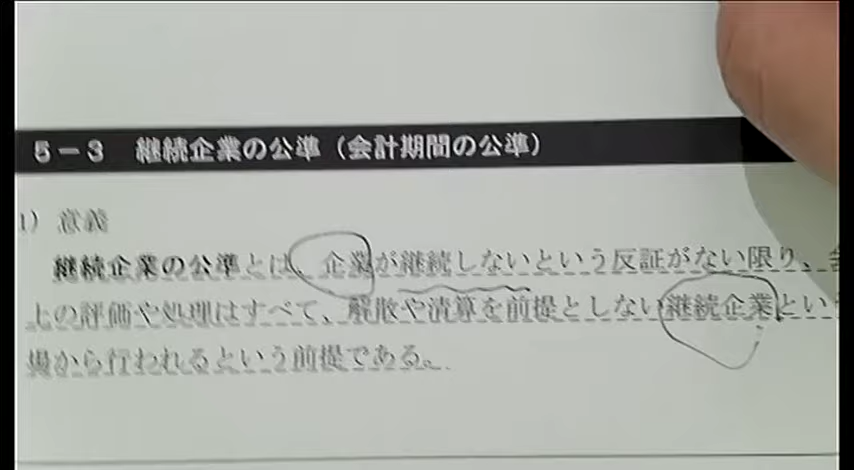 5－3 継続企業の公準（会計期間の公準）
1) 意義
継続企業の公準とは、企業が継続しないという反証がない限り、会
上の評価や処理はすべて、解散や清算を前提としない継続企業とい
場から行われるという前提である。